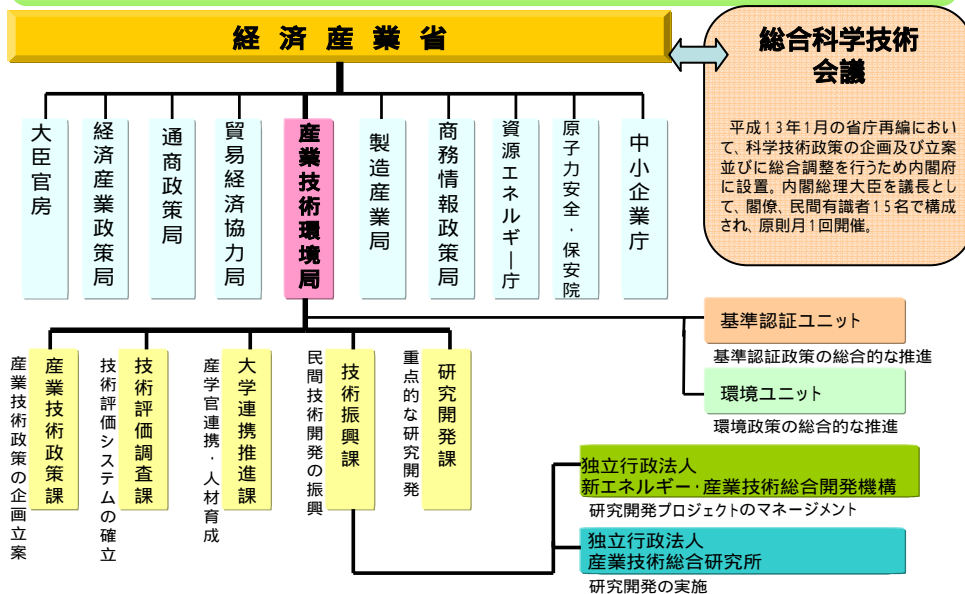 経済産業省
総合科学技術
会議
平成13年1月の省庁再編において、科学技術政策の企画及び立案
並びに総合調整を行うため内閣府
に設置。内閣総理大臣を議長とし
て、閣僚、民間有識者15名で構成
され、原則月1回開催。
大臣官房
経済産業政策局
通商政策局
貿易経済協力局
産業技術環境局
製造産業局
商務情報政策局
資源エネルギー庁
原子力安全・保安院
中小企業庁
基準認証ユニット
基準認証政策の総合的な推進
環境ユニット
環境政策の総合的な推進
産業技術政策課
産業技術政策の企画立案
技術評価調査課
技術評価システムの確立
大学連携推進課
産学官連携・人材育成
技術振興課
民間技術開発の振興
研究開発課
重点的な研究開発
独立行政法人
新エネルギー・産業技術総合開発機構
研究開発プロジェクトのマネージメント
独立行政法人
産業技術総合研究所
研究開発の実施